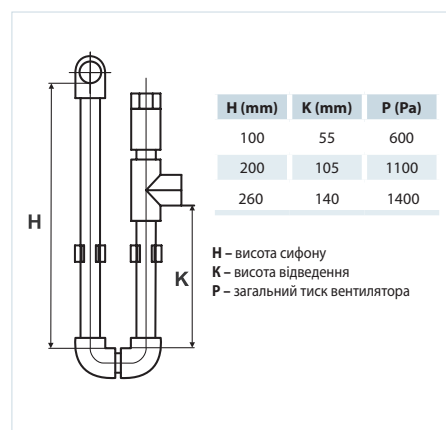 H (mm) K (mm) P (Pa)
100 55 600
200 105 1100
260 140 1400
H
K
H – висота сифону
K – висота відведення
P – загальний тиск вентилятора